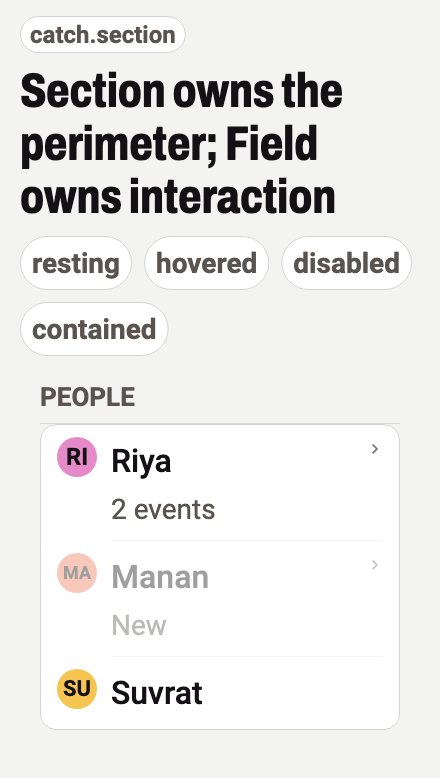 catch.section
Section owns the
perimeter; Field
owns interaction
resting hovered disabled
contained
PEOPLE
RI Riya
2 events
MA Manan
New
SU Suvrat